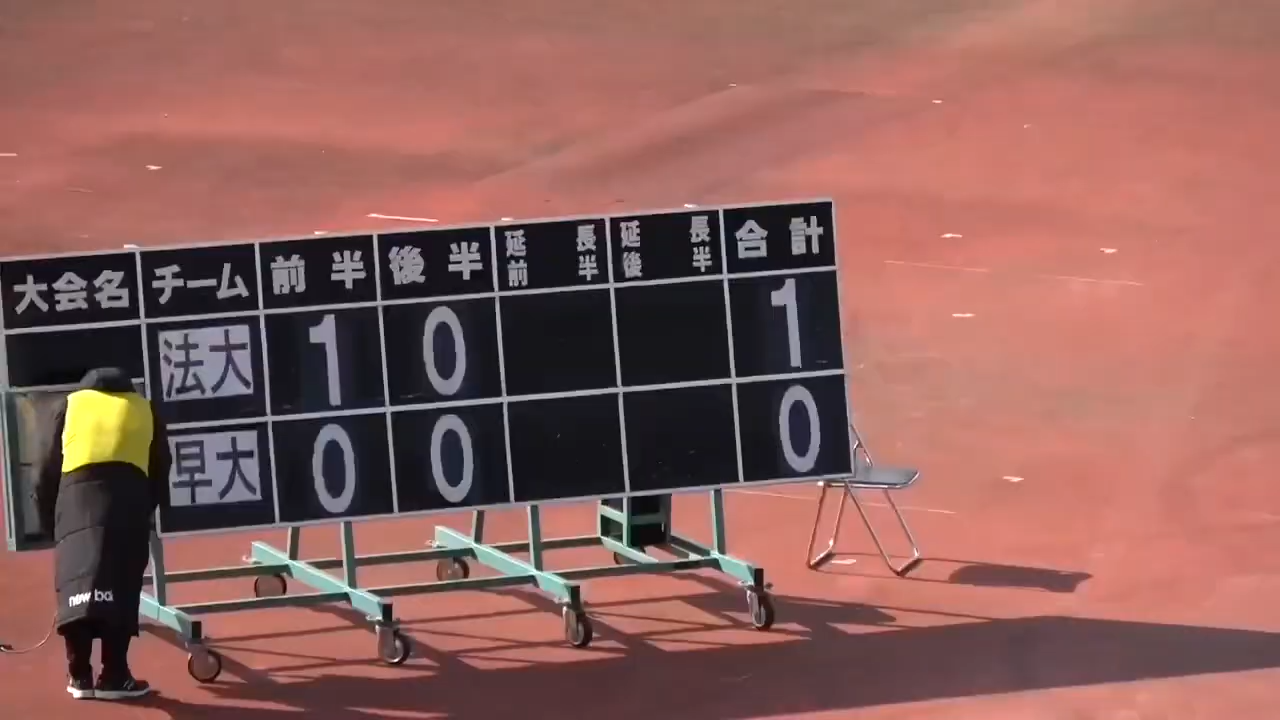 大会名 チーム 前半 後半 延長前半 延長後半 合計
法大 1 0 1
早大 0 0 0
new ba